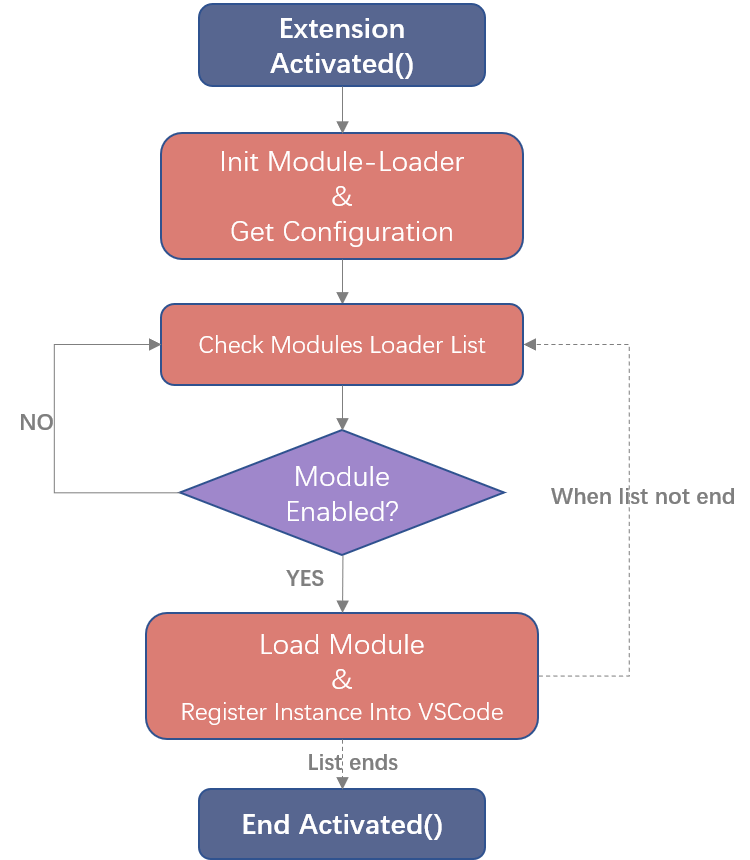 Extension
Activated()
Init Module-Loader
&
Get Configuration
Check Modules Loader List
NO
Module
Enabled?
When list not end
YES
Load Module
&
Register Instance Into VSCode
List ends
End Activated()